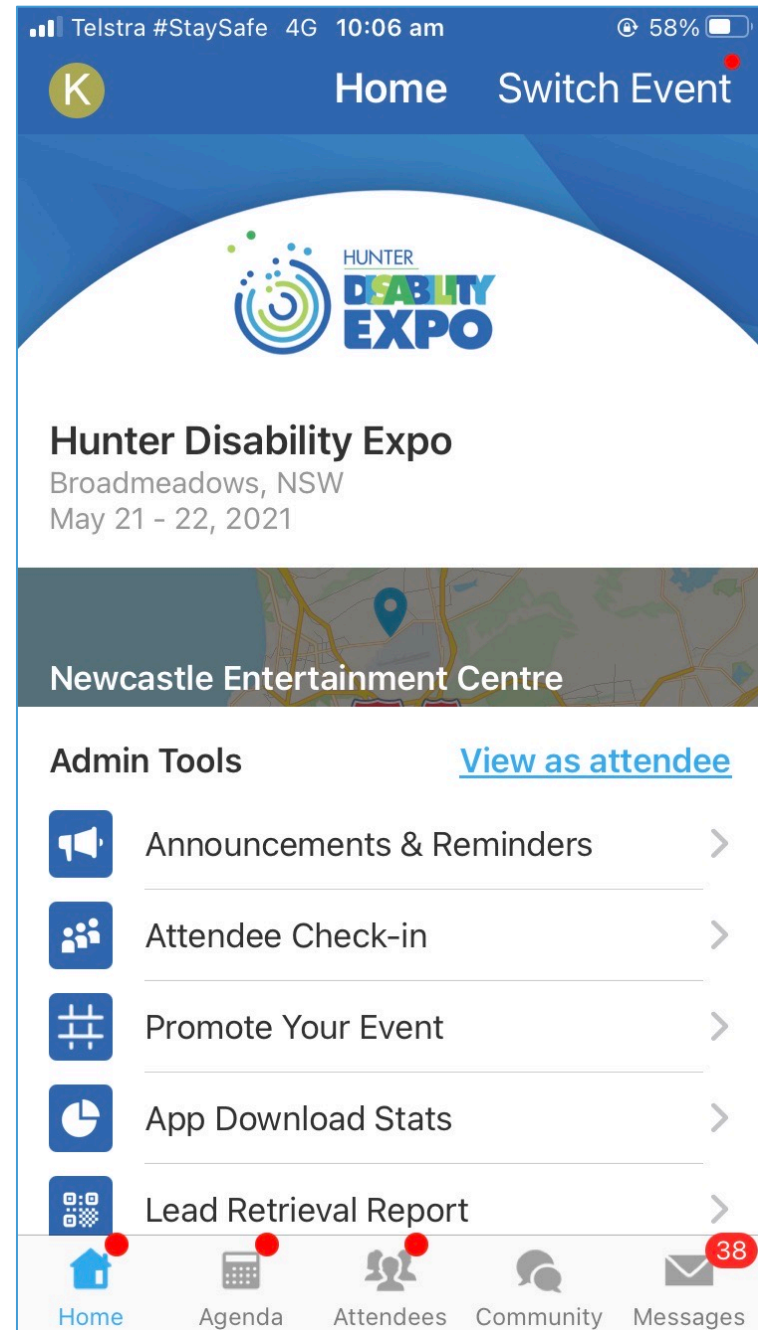 Telstra #StaySafe 4G 10:06 am 58%
K Home Switch Event
HUNTER
DISABILITY
EXPO
Hunter Disability Expo
Broadmeadows, NSW
May 21 - 22, 2021
Newcastle Entertainment Centre
Admin Tools View as attendee
Announcements & Reminders
Attendee Check-in
Promote Your Event
App Download Stats
Lead Retrieval Report
38
Home Agenda Attendees Community Messages